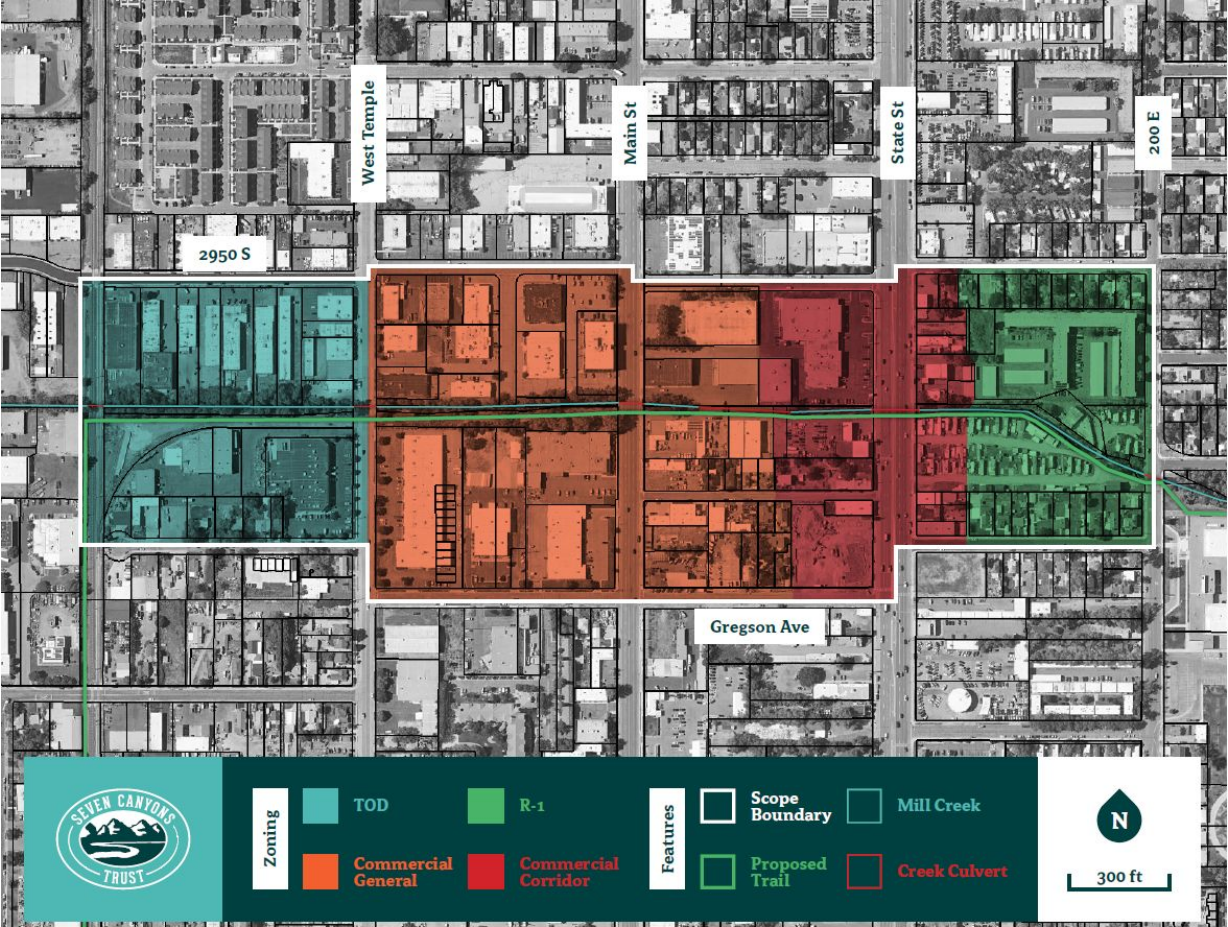 West Temple
Main St
State St
200 E
2950 S
Gregson Ave
SEVEN CANYONS
TRUST
Zoning
TOD
R-1
Commercial
General
Commercial
Corridor
Features
Scope
Boundary
Mill Creek
Proposed
Trail
Creek Culvert
N
300 ft